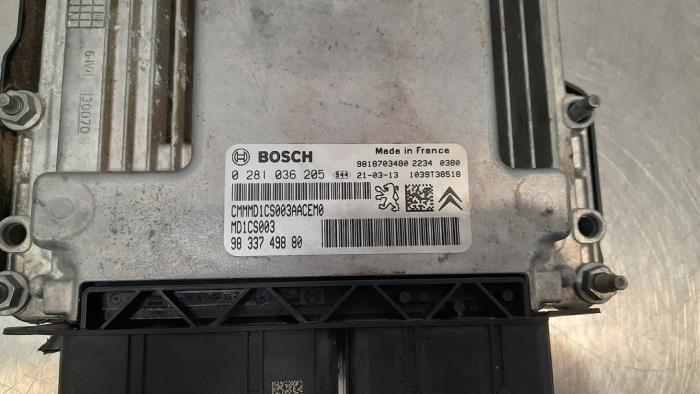 BOSCH
Made in France
9818703480 2234 0380
0 281 036 205 944 21-03-13 1039T38518
CMMMD1CS003AACEM0
MD1CS003
98 337 498 80